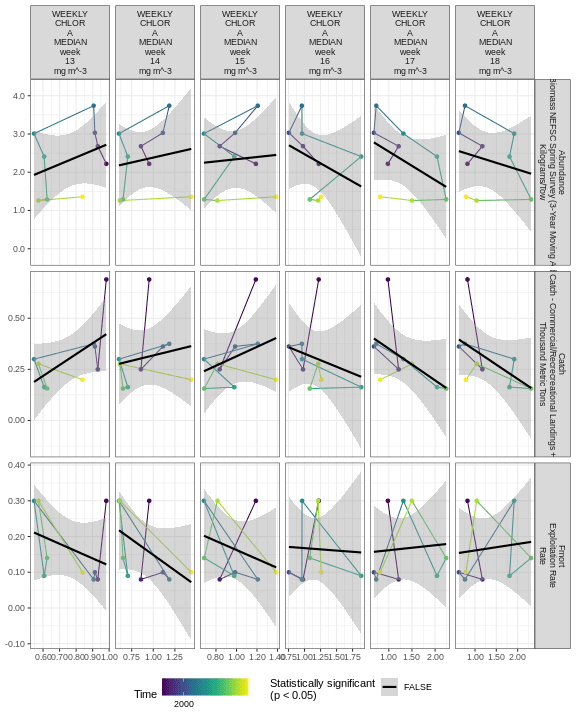 WEEKLY
CHLOR
A
MEDIAN
week
13
mg m^-3
WEEKLY
CHLOR
A
MEDIAN
week
14
mg m^-3
WEEKLY
CHLOR
A
MEDIAN
week
15
mg m^-3
WEEKLY
CHLOR
A
MEDIAN
week
16
mg m^-3
WEEKLY
CHLOR
A
MEDIAN
week
17
mg m^-3
WEEKLY
CHLOR
A
MEDIAN
week
18
mg m^-3
4.0
3.0
2.0
1.0
0.0
Abundance
Biomass NEFSC Spring Survey (3-Year Moving A
Kilograms/Tow
0.50
0.25
0.00
Catch
Catch - Commercial/Recreational Landings +
Thousand Metric Tons
0.40
0.30
0.20
0.10
0.00
-0.10
Fmort
Exploitation Rate
Rate
0.60 0.70 0.80 0.90 1.00
0.75 1.00 1.25
0.80 1.00 1.20 1.40
0.75 1.00 1.25 1.50 1.75
1.00 1.50 2.00
1.00 1.50 2.00
Time
2000
Statistically significant
(p < 0.05)
FALSE